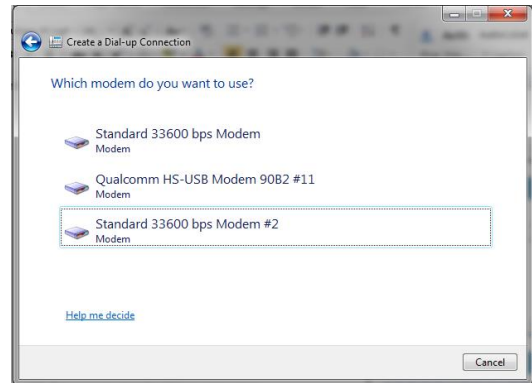 Create a Dial-up Connection
Which modem do you want to use?
Standard 33600 bps Modem
Modem
Qualcomm HS-USB Modem 90B2 #11
Modem
Standard 33600 bps Modem #2
Modem
Help me decide
Cancel